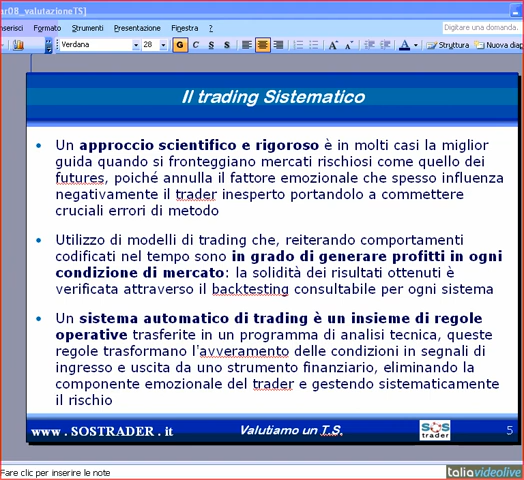 ar08_valutazioneTS]
nserisci Formato Strumenti Presentazione Finestra ?
Digitare una domanda.
Verdana 28 G C S S A A A Struttura Nuova diap
Il trading Sistematico
• Un approccio scientifico e rigoroso è in molti casi la miglior
guida quando si fronteggiano mercati rischiosi come quello dei
futures, poiché annulla il fattore emozionale che spesso influenza
negativamente il trader inesperto portandolo a commettere
cruciali errori di metodo
• Utilizzo di modelli di trading che, reiterando comportamenti
codificati nel tempo sono in grado di generare profitti in ogni
condizione di mercato: la solidità dei risultati ottenuti è
verificata attraverso il backtesting consultabile per ogni sistema
• Un sistema automatico di trading è un insieme di regole
operative trasferite in un programma di analisi tecnica, queste
regole trasformano l'avveramento delle condizioni in segnali di
ingresso e uscita da uno strumento finanziario, eliminando la
componente emozionale del trader e gestendo sistematicamente
il rischio
www . SOSTRADER . it
Valutiamo un T.S.
SOS
trader
5
Fare clic per inserire le note
italiavideolive